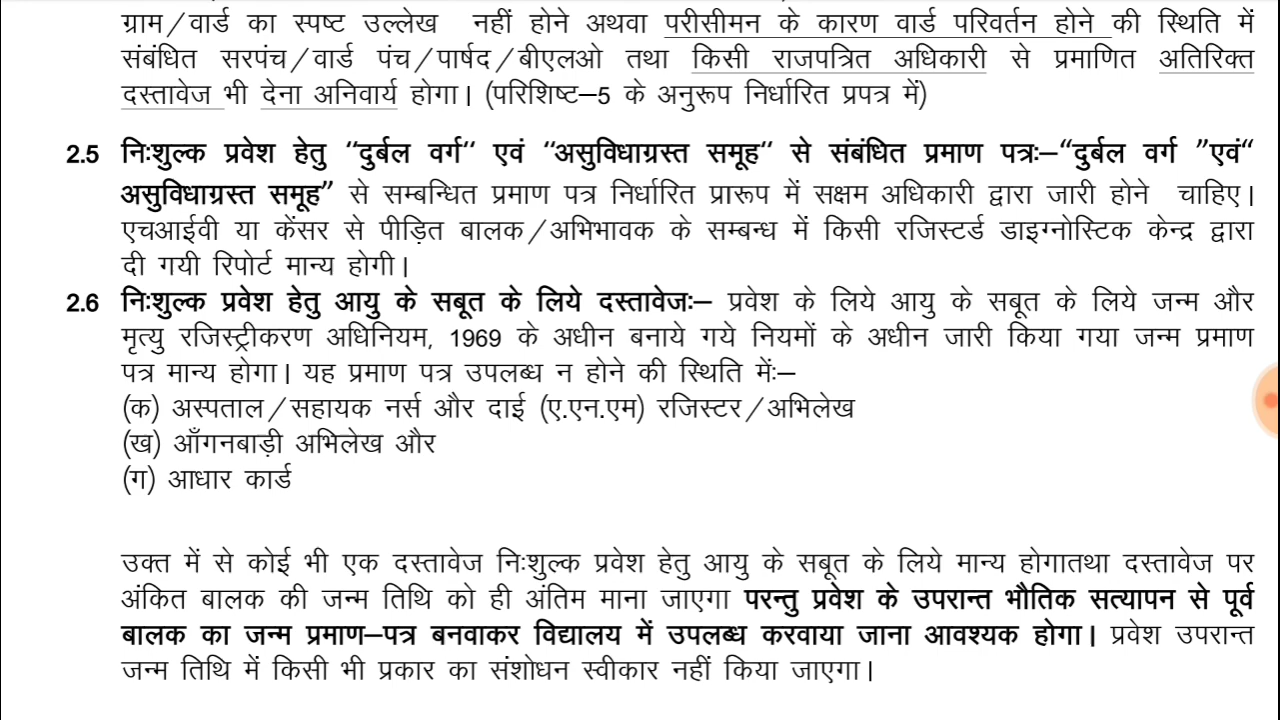 ग्राम/वार्ड का स्पष्ट उल्लेख नहीं होने अथवा परीसीमन के कारण वार्ड परिवर्तन होने की स्थिति में
संबंधित सरपंच/वार्ड पंच/पार्षद/बीएलओ तथा किसी राजपत्रित अधिकारी से प्रमाणित अतिरिक्त
दस्तावेज भी देना अनिवार्य होगा। (परिशिष्ट–5 के अनुरूप निर्धारित प्रपत्र में)
2.5 निःशुल्क प्रवेश हेतु “दुर्बल वर्ग“ एवं “असुविधाग्रस्त समूह“ से संबंधित प्रमाण पत्रः–“दुर्बल वर्ग ”एवं“
असुविधाग्रस्त समूह” से सम्बन्धित प्रमाण पत्र निर्धारित प्रारूप में सक्षम अधिकारी द्वारा जारी होने चाहिए।
एचआईवी या केंसर से पीड़ित बालक/अभिभावक के सम्बन्ध में किसी रजिस्टर्ड डाइग्नोस्टिक केन्द्र द्वारा
दी गयी रिपोर्ट मान्य होगी।
2.6 निःशुल्क प्रवेश हेतु आयु के सबूत के लिये दस्तावेजः– प्रवेश के लिये आयु के सबूत के लिये जन्म और
मृत्यु रजिस्ट्रीकरण अधिनियम, 1969 के अधीन बनाये गये नियमों के अधीन जारी किया गया जन्म प्रमाण
पत्र मान्य होगा। यह प्रमाण पत्र उपलब्ध न होने की स्थिति मेंः–
(क) अस्पताल/सहायक नर्स और दाई (ए.एन.एम) रजिस्टर/अभिलेख
(ख) आँगनबाड़ी अभिलेख और
(ग) आधार कार्ड
उक्त में से कोई भी एक दस्तावेज निःशुल्क प्रवेश हेतु आयु के सबूत के लिये मान्य होगातथा दस्तावेज पर
अंकित बालक की जन्म तिथि को ही अंतिम माना जाएगा परन्तु प्रवेश के उपरान्त भौतिक सत्यापन से पूर्व
बालक का जन्म प्रमाण–पत्र बनवाकर विद्यालय में उपलब्ध करवाया जाना आवश्यक होगा। प्रवेश उपरान्त
जन्म तिथि में किसी भी प्रकार का संशोधन स्वीकार नहीं किया जाएगा।